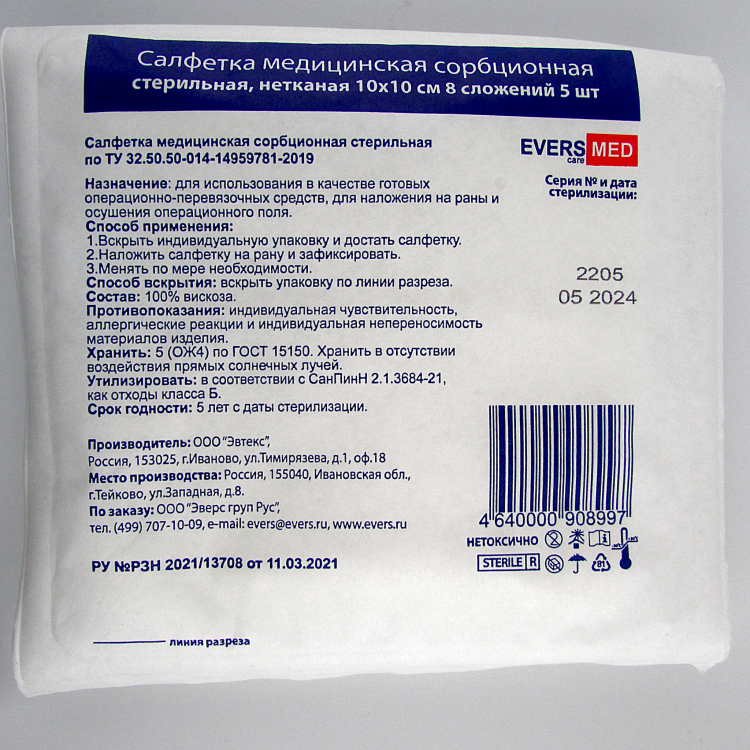 Салфетка медицинская сорбционная
стерильная, нетканая 10х10 см 8 сложений 5 шт
Салфетка медицинская сорбционная стерильная
по ТУ 32.50.50-014-14959781-2019
EVERS MED
care
Серия № и дата
стерилизации:
Назначение: для использования в качестве готовых
операционно-перевязочных средств, для наложения на раны и
осушения операционного поля.
Способ применения:
1.Вскрыть индивидуальную упаковку и достать салфетку.
2.Наложить салфетку на рану и зафиксировать.
3.Менять по мере необходимости.
Способ вскрытия: вскрыть упаковку по линии разреза.
Состав: 100% вискоза.
Противопоказания: индивидуальная чувствительность,
аллергические реакции и индивидуальная непереносимость
материалов изделия.
Хранить: 5 (ОЖ4) по ГОСТ 15150. Хранить в отсутствии
воздействия прямых солнечных лучей.
Утилизировать: в соответствии с СанПинН 2.1.3684-21,
как отходы класса Б.
Срок годности: 5 лет с даты стерилизации.
2205
05 2024
Производитель: ООО "Эвтекс",
Россия, 153025, г.Иваново, ул.Тимирязева, д.1, оф.18
Место производства: Россия, 155040, Ивановская обл.,
г.Тейково, ул.Западная, д.8.
По заказу: ООО "Эверс груп Рус",
тел. (499) 707-10-09, e-mail: evers@evers.ru, www.evers.ru
4 640000 908997
НЕТОКСИЧНО
STERILE R
81
РУ №РЗН 2021/13708 от 11.03.2021
линия разреза